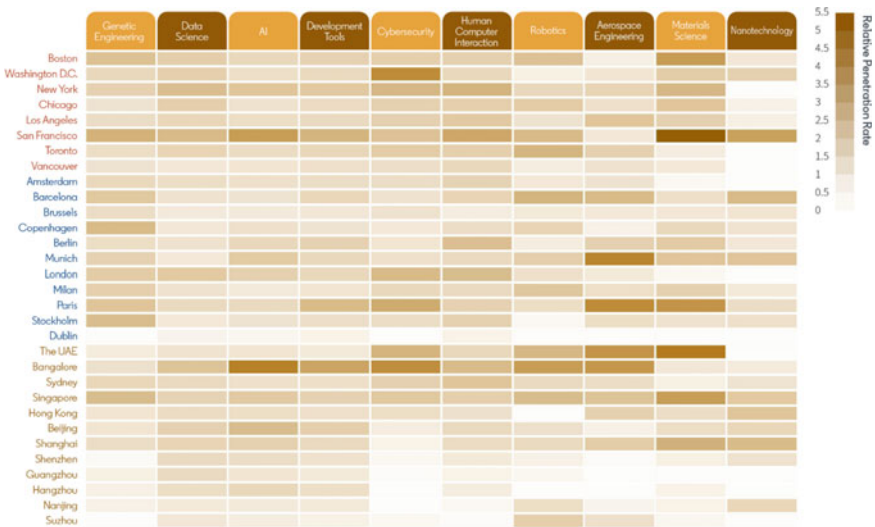 Genetic Engineering
Data Science
AI
Development Tools
Cybersecurity
Human Computer Interaction
Robotics
Aerospace Engineering
Materials Science
Nanotechnology
Boston
Washington D.C.
New York
Chicago
Los Angeles
San Francisco
Toronto
Vancouver
Amsterdam
Barcelona
Brussels
Copenhagen
Berlin
Munich
London
Milan
Paris
Stockholm
Dublin
The UAE
Bangalore
Sydney
Singapore
Hong Kong
Beijing
Shanghai
Shenzhen
Guangzhou
Hangzhou
Nanjing
Suzhou
5.5
5
4.5
4
3.5
3
2.5
2
1.5
1
0.5
0
Relative Penetration Rate